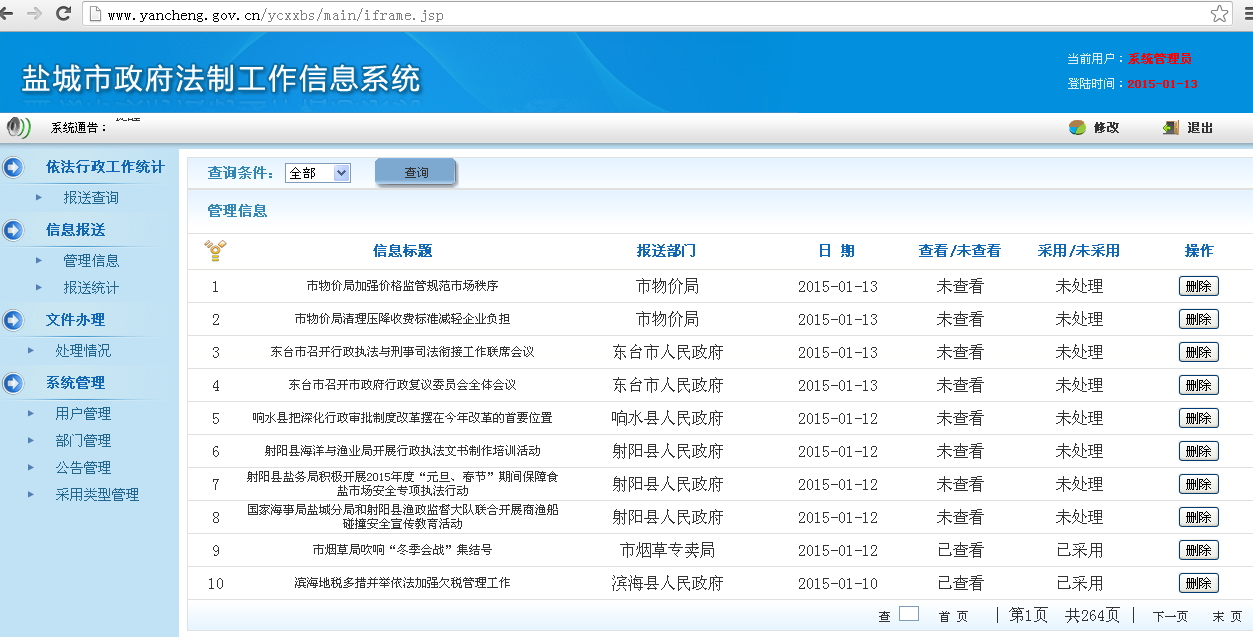 www.yancheng.gov.cn/ycxxbs/main/iframe.jsp
盐城市政府法制工作信息系统
当前用户：系统管理员
登陆时间：2015-01-13
系统通告：
修改 退出
依法行政工作统计
报送查询
信息报送
管理信息
报送统计
文件办理
处理情况
系统管理
用户管理
部门管理
公告管理
采用类型管理
查询条件： 全部 查询
管理信息
信息标题 报送部门 日 期 查看/未查看 采用/未采用 操作
1 市物价局加强价格监管规范市场秩序 市物价局 2015-01-13 未查看 未处理 删除
2 市物价局清理压降收费标准减轻企业负担 市物价局 2015-01-13 未查看 未处理 删除
3 东台市召开行政执法与刑事司法衔接工作联席会议 东台市人民政府 2015-01-13 未查看 未处理 删除
4 东台市召开市政府行政复议委员会全体会议 东台市人民政府 2015-01-13 未查看 未处理 删除
5 响水县把深化行政审批制度改革摆在今年改革的首要位置 响水县人民政府 2015-01-12 未查看 未处理 删除
6 射阳县海洋与渔业局开展行政执法文书制作培训活动 射阳县人民政府 2015-01-12 未查看 未处理 删除
7 射阳县盐务局积极开展2015年度“元旦、春节”期间保障食
盐市场安全专项执法行动 射阳县人民政府 2015-01-12 未查看 未处理 删除
8 国家海事局盐城分局和射阳县渔政监督大队联合开展商渔船
碰撞安全宣传教育活动 射阳县人民政府 2015-01-12 未查看 未处理 删除
9 市烟草局吹响“冬季会战”集结号 市烟草专卖局 2015-01-12 已查看 已采用 删除
10 滨海地税多措并举依法加强欠税管理工作 滨海县人民政府 2015-01-10 已查看 已采用 删除
查 首 页 | 第1页 共264页 | 下一页 末 页